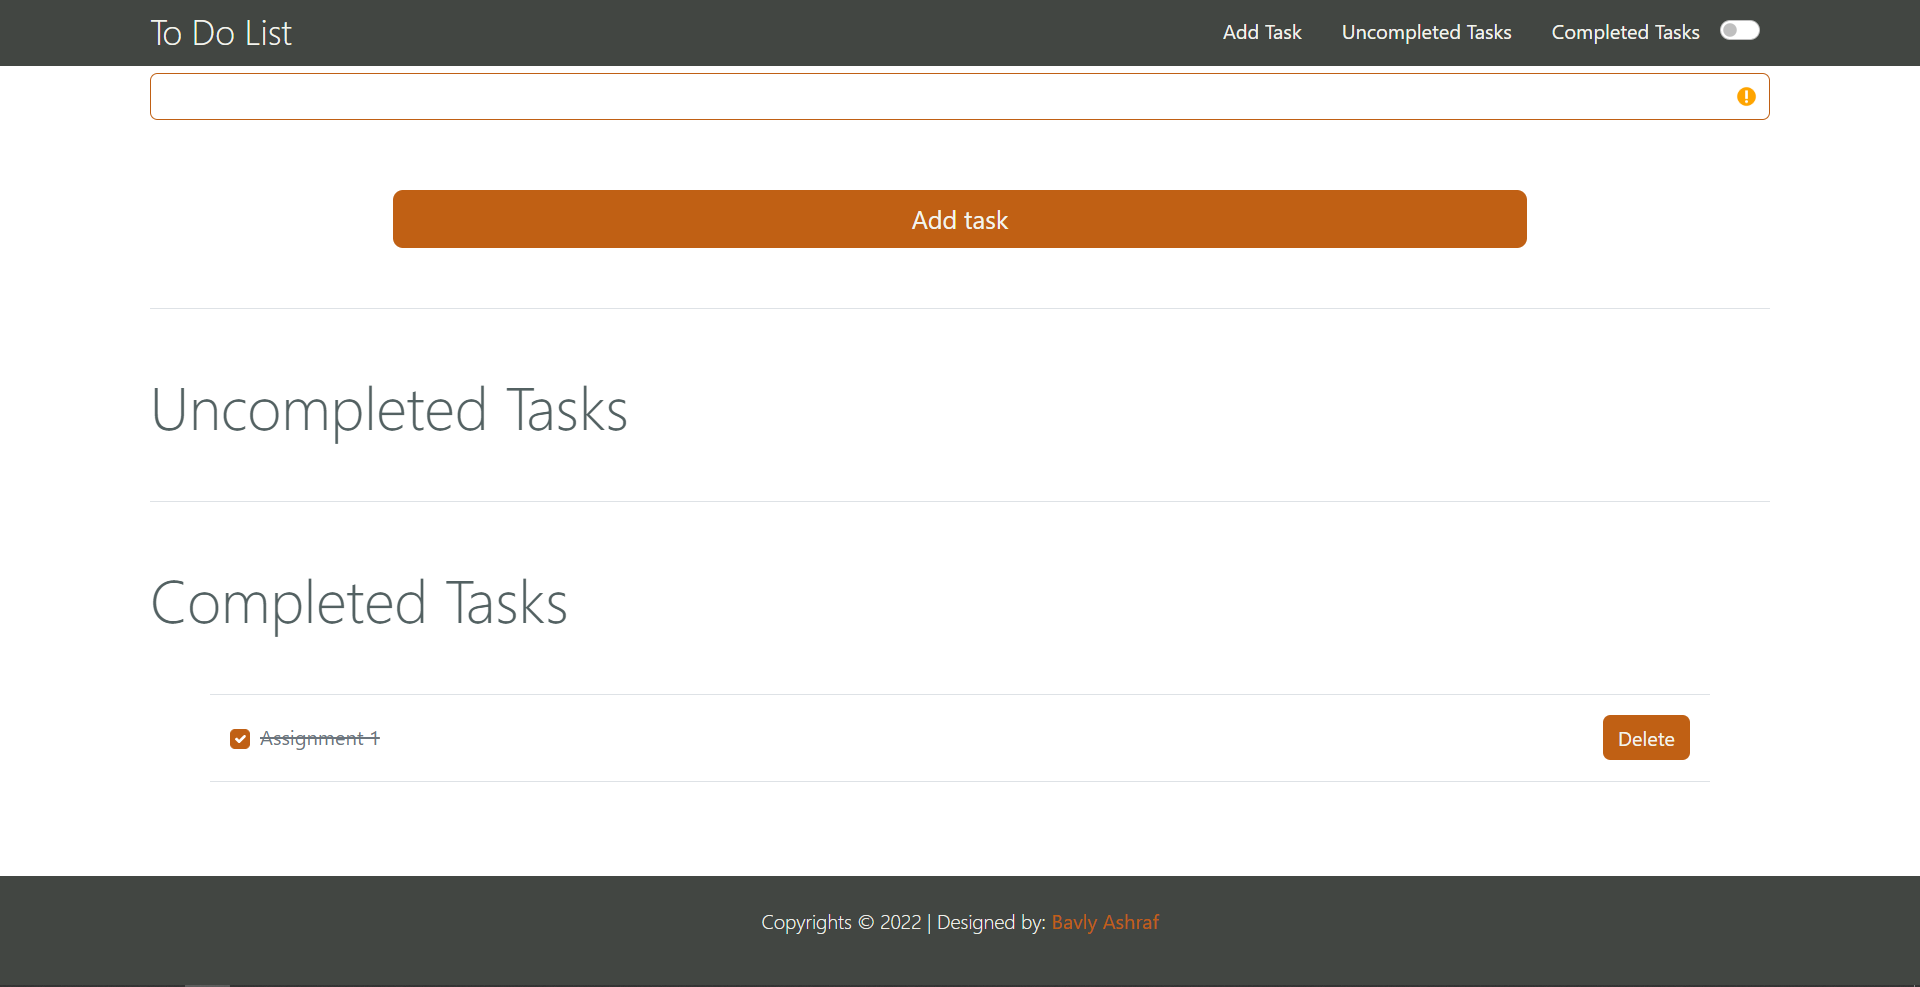 To Do List
Add Task
Uncompleted Tasks
Completed Tasks
Add task
Uncompleted Tasks
Completed Tasks
Assignment 1
Delete
Copyrights © 2022 | Designed by: Bavly Ashraf